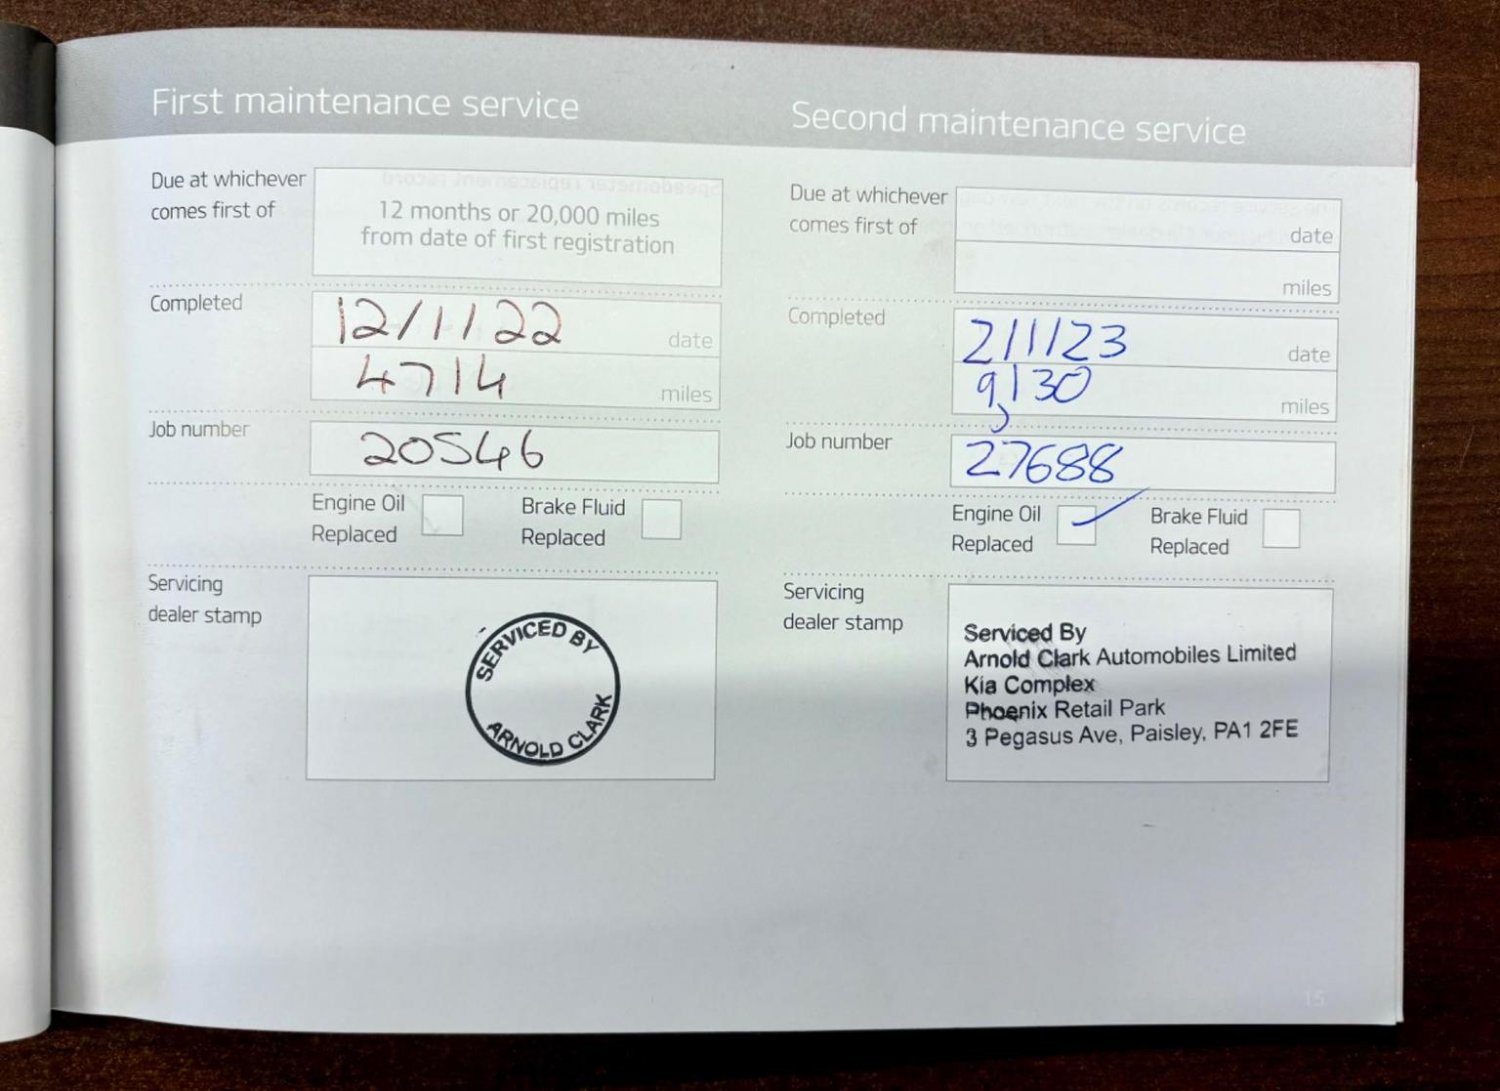 First maintenance service
Due at whichever
comes first of
12 months or 20,000 miles
from date of first registration
Completed
12/1/22 date
4714 miles
Job number
20546
Engine Oil
Replaced
Brake Fluid
Replaced
Servicing
dealer stamp
SERVICED BY
ARNOLD CLARK
Second maintenance service
Due at whichever
comes first of
date
miles
Completed
2/1/23 date
9,130 miles
Job number
27688
Engine Oil
Replaced
Brake Fluid
Replaced
Servicing
dealer stamp
Serviced By
Arnold Clark Automobiles Limited
Kia Complex
Phoenix Retail Park
3 Pegasus Ave, Paisley, PA1 2FE
15